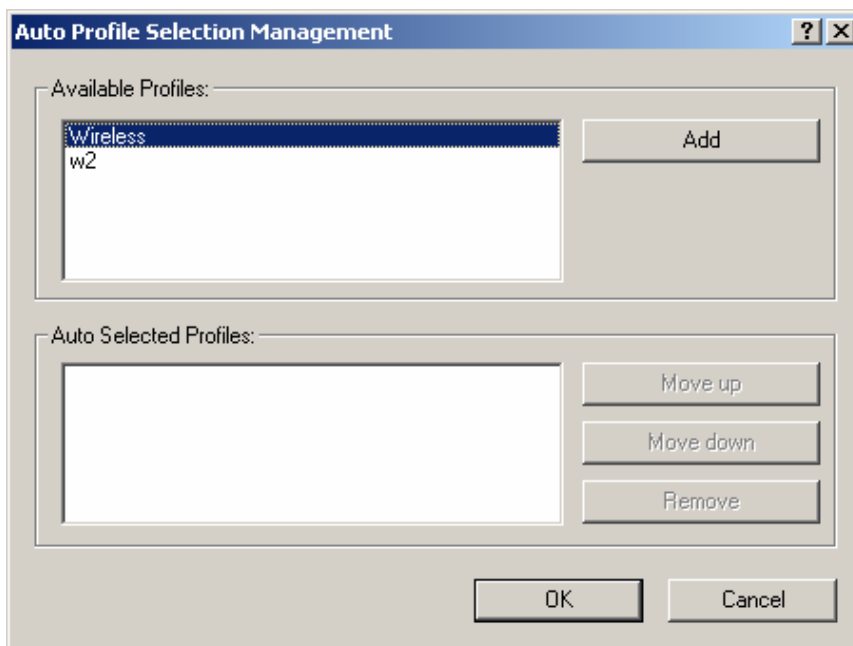 Auto Profile Selection Management
Available Profiles:
Wireless
w2
Add
Auto Selected Profiles:
Move up
Move down
Remove
OK
Cancel